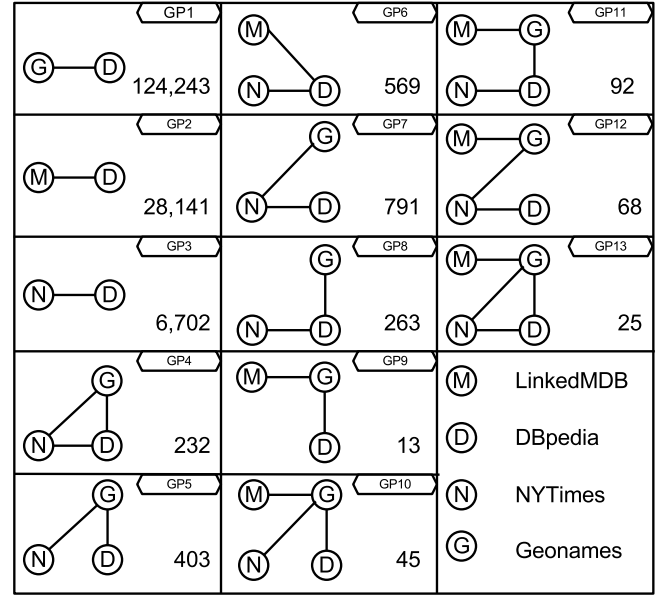 GP1
G D
124,243
GP2
M D
28,141
GP3
N D
6,702
GP4
G
N D
232
GP5
G
N D
403
GP6
M
N D
569
GP7
G
N D
791
GP8
G
N D
263
GP9
M G
D
13
GP10
M G
N D
45
GP11
M G
N D
92
GP12
M G
N D
68
GP13
M G
N D
25
M LinkedMDB
D DBpedia
N NYTimes
G Geonames